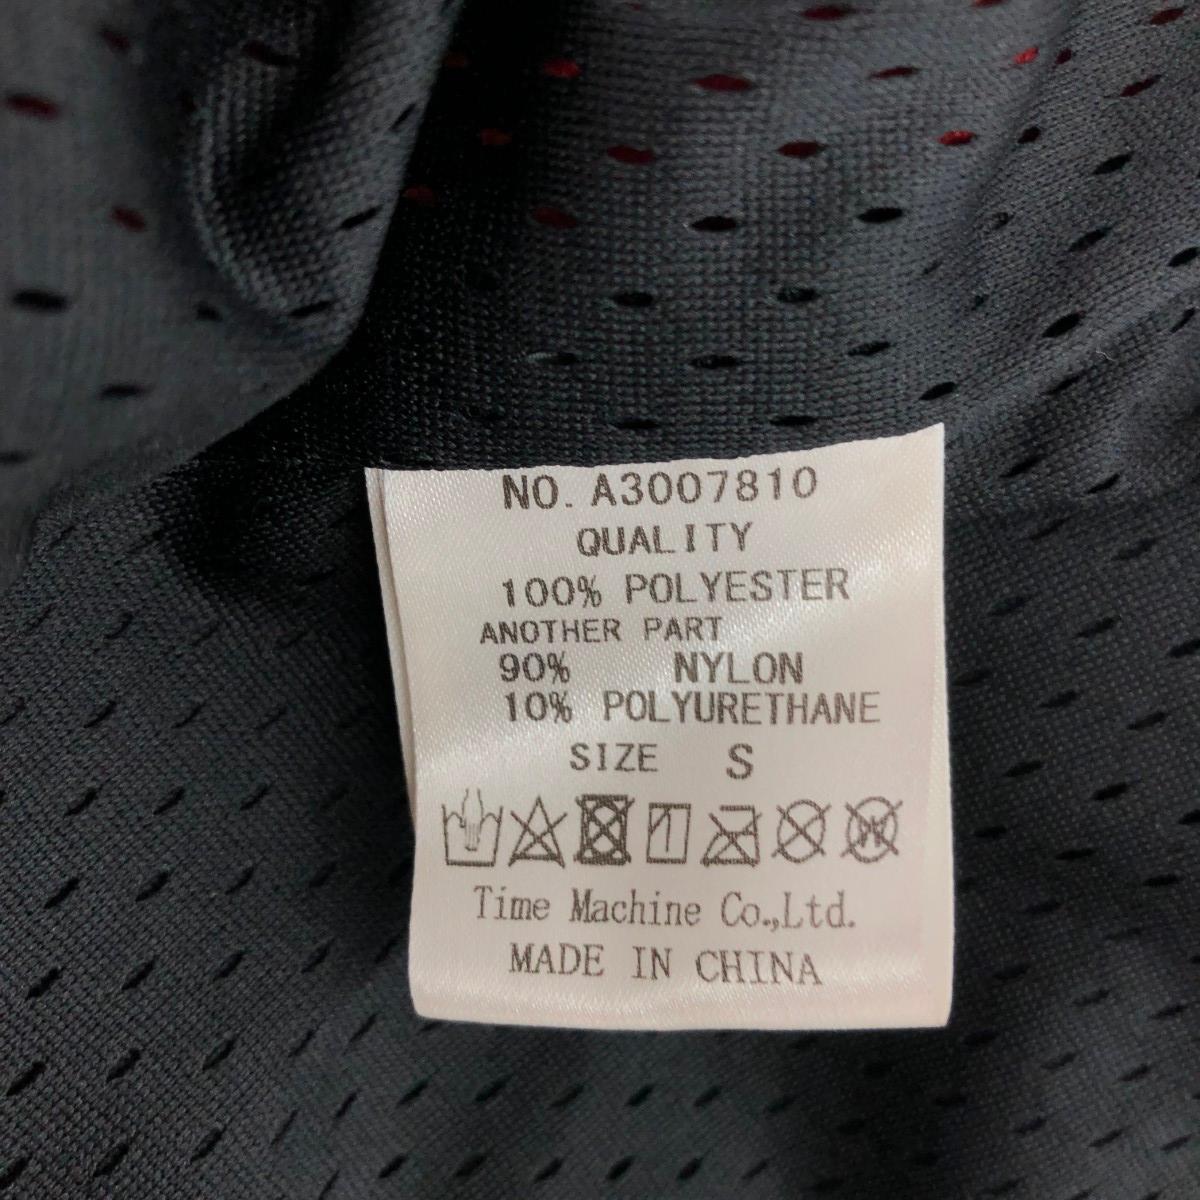 NO. A3007810
QUALITY
100% POLYESTER
ANOTHER PART
90% NYLON
10% POLYURETHANE
SIZE S
Time Machine Co.,Ltd.
MADE IN CHINA